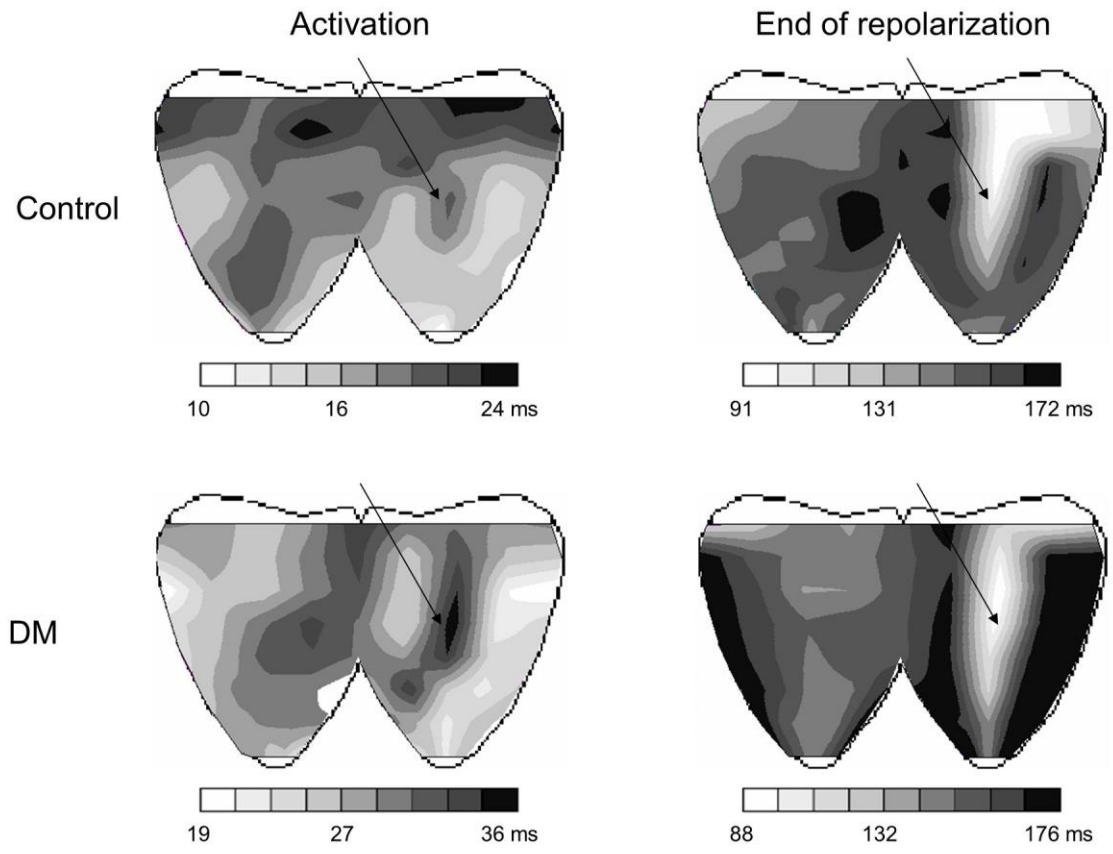 Activation
End of repolarization
Control
10 16 24 ms
91 131 172 ms
DM
19 27 36 ms
88 132 176 ms